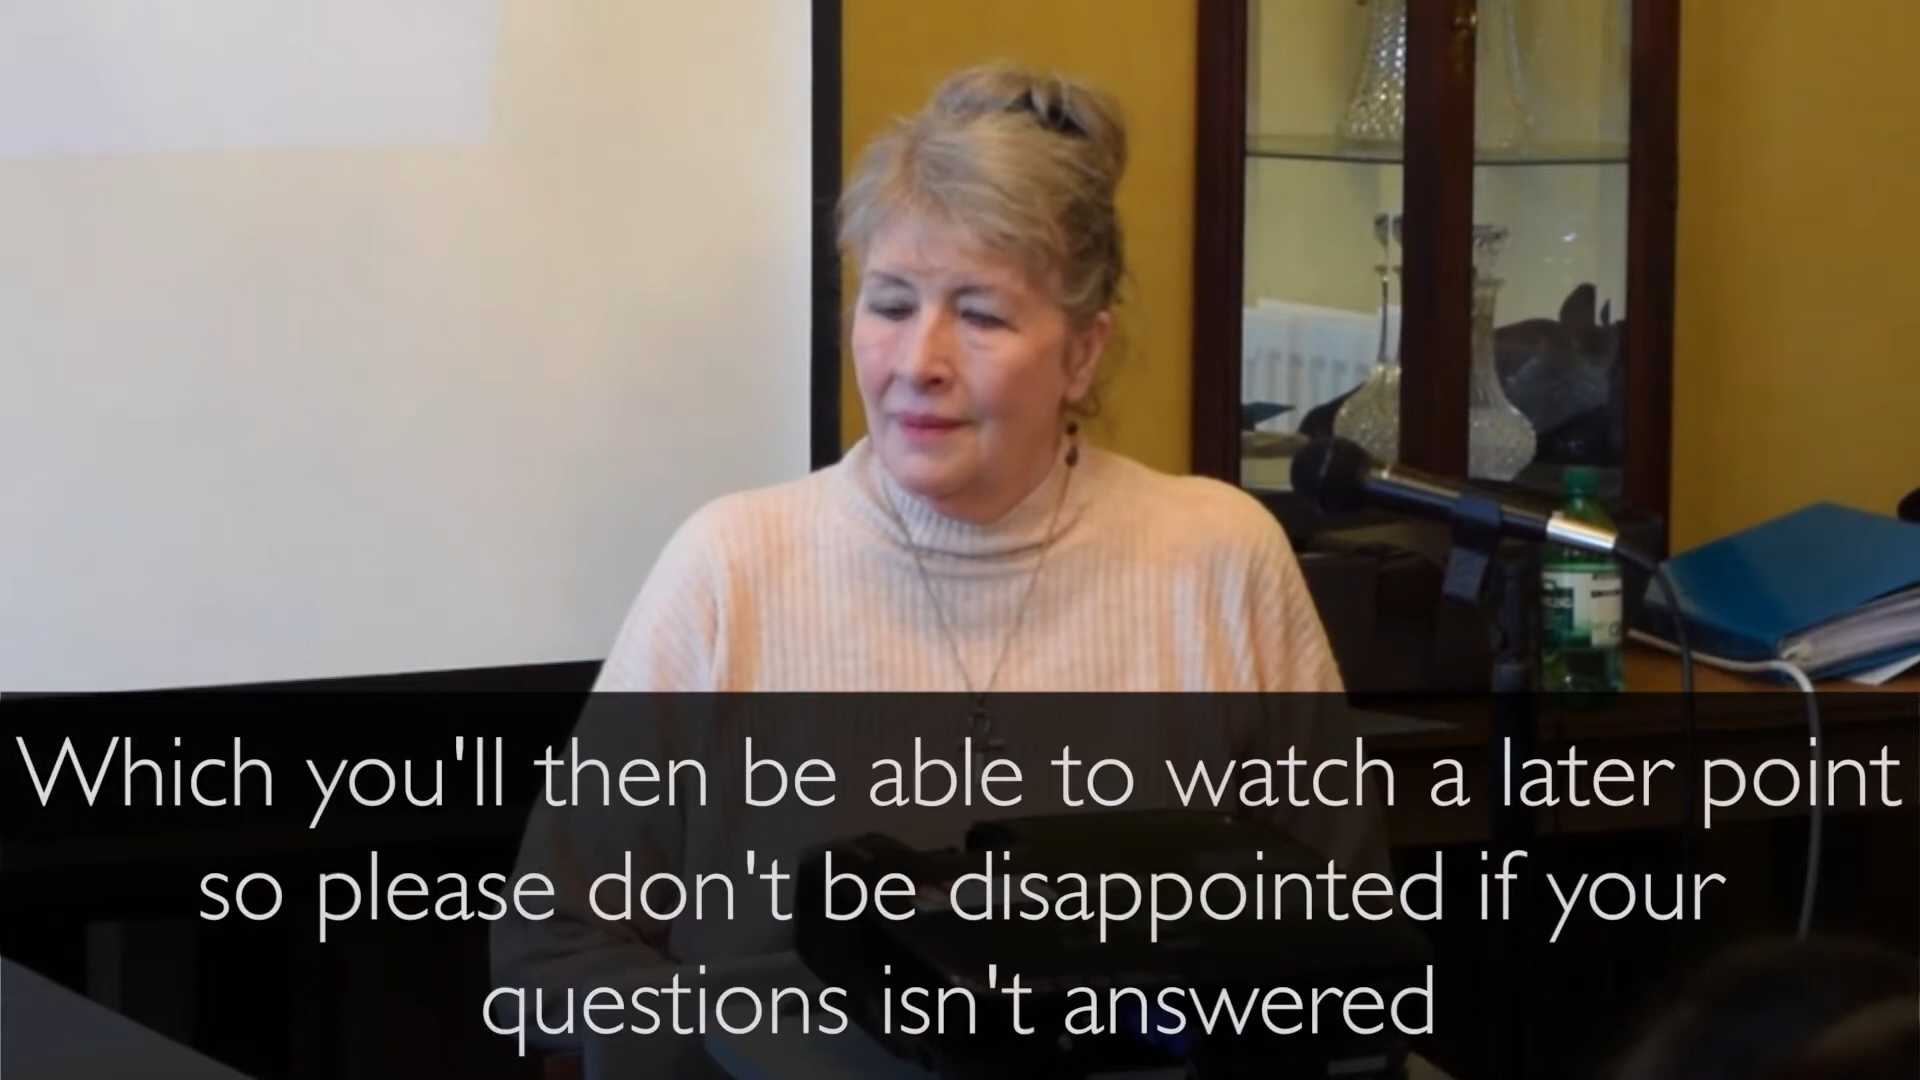 Which you'll then be able to watch a later point
so please don't be disappointed if your
questions isn't answered